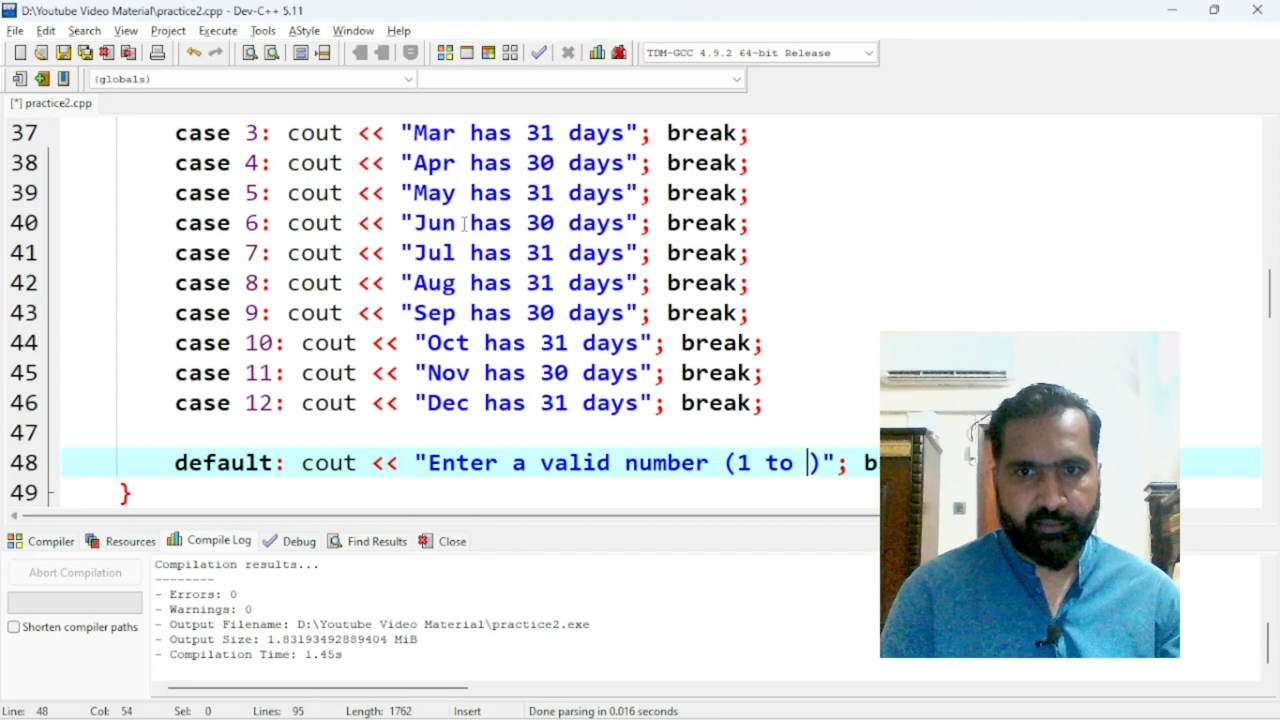 D:\Youtube Video Material\practice2.cpp - Dev-C++ 5.11
File Edit Search View Project Execute Tools AStyle Window Help
TDM-GCC 4.9.2 64-bit Release
(globals)
[*] practice2.cpp
37 case 3: cout << "Mar has 31 days"; break;
38 case 4: cout << "Apr has 30 days"; break;
39 case 5: cout << "May has 31 days"; break;
40 case 6: cout << "Jun has 30 days"; break;
41 case 7: cout << "Jul has 31 days"; break;
42 case 8: cout << "Aug has 31 days"; break;
43 case 9: cout << "Sep has 30 days"; break;
44 case 10: cout << "Oct has 31 days"; break;
45 case 11: cout << "Nov has 30 days"; break;
46 case 12: cout << "Dec has 31 days"; break;
47
48 default: cout << "Enter a valid number (1 to )"; b
49 }
Compiler Resources Compile Log Debug Find Results Close
Abort Compilation
Shorten compiler paths
Compilation results...
--------
- Errors: 0
- Warnings: 0
- Output Filename: D:\Youtube Video Material\practice2.exe
- Output Size: 1.83193492889404 MiB
- Compilation Time: 1.45s
Line: 48 Col: 54 Sel: 0 Lines: 95 Length: 1762 Insert Done parsing in 0.016 seconds